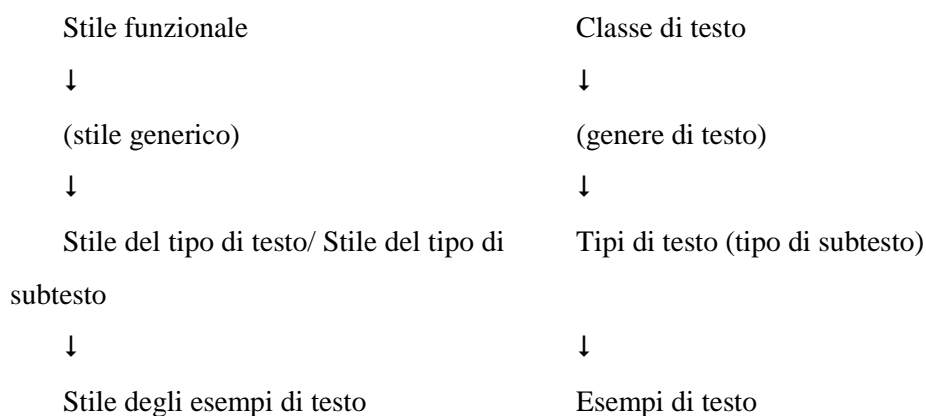 Stile funzionale Classe di testo
↓ ↓
(stile generico) (genere di testo)
↓ ↓
Stile del tipo di testo/ Stile del tipo di Tipi di testo (tipo di subtesto)
subtesto
↓ ↓
Stile degli esempi di testo Esempi di testo